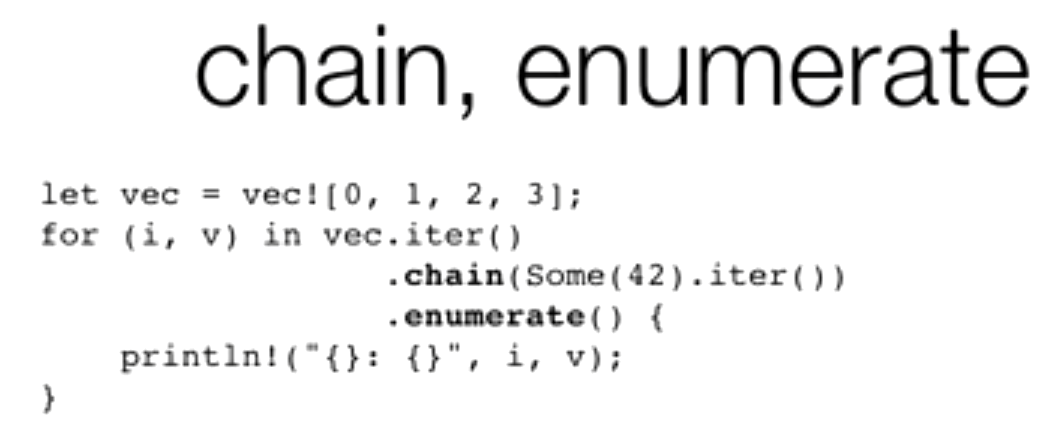 chain, enumerate
let vec = vec![0, 1, 2, 3];
for (i, v) in vec.iter()
.chain(Some(42).iter())
.enumerate() {
println!("{}: {}", i, v);
}